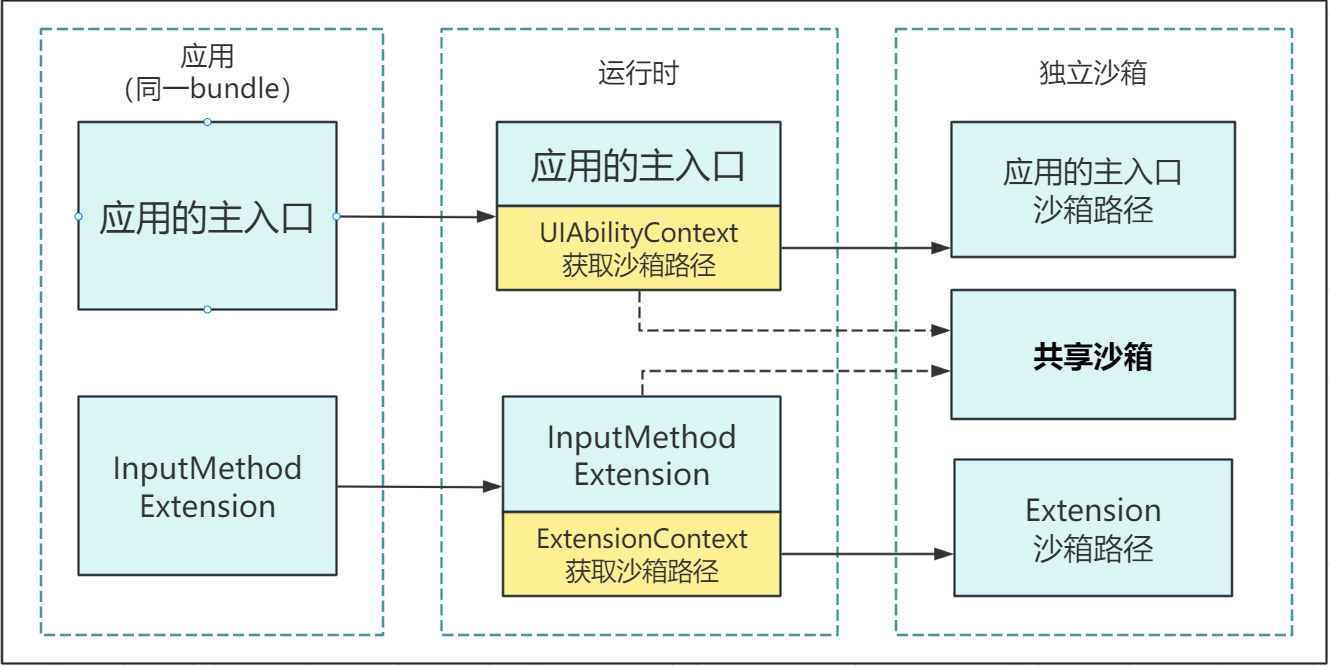 应用
（同一bundle）
应用的主入口
InputMethod
Extension
运行时
应用的主入口
UIAbilityContext
获取沙箱路径
InputMethod
Extension
ExtensionContext
获取沙箱路径
独立沙箱
应用的主入口
沙箱路径
共享沙箱
Extension
沙箱路径